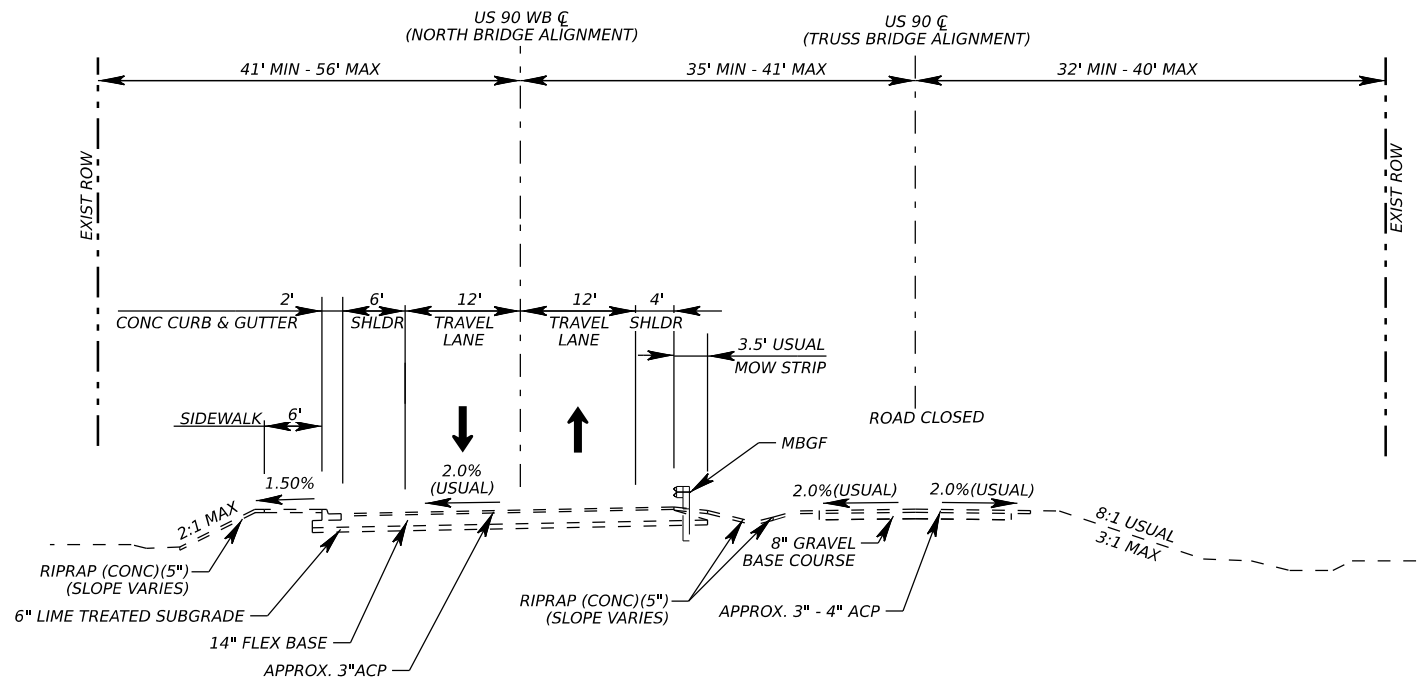 US 90 WB ℄
(NORTH BRIDGE ALIGNMENT)
US 90 ℄
(TRUSS BRIDGE ALIGNMENT)
41' MIN - 56' MAX
35' MIN - 41' MAX
32' MIN - 40' MAX
EXIST ROW
EXIST ROW
2'
6'
12'
12'
4'
CONC CURB & GUTTER
SHLDR
TRAVEL
LANE
TRAVEL
LANE
SHLDR
3.5' USUAL
MOW STRIP
SIDEWALK
6'
ROAD CLOSED
MBGF
1.50%
2.0%
(USUAL)
2.0%(USUAL)
2.0%(USUAL)
2:1 MAX
8:1 USUAL
3:1 MAX
8" GRAVEL
BASE COURSE
RIPRAP (CONC)(5")
(SLOPE VARIES)
RIPRAP (CONC)(5")
(SLOPE VARIES)
APPROX. 3" - 4" ACP
6" LIME TREATED SUBGRADE
14" FLEX BASE
APPROX. 3"ACP